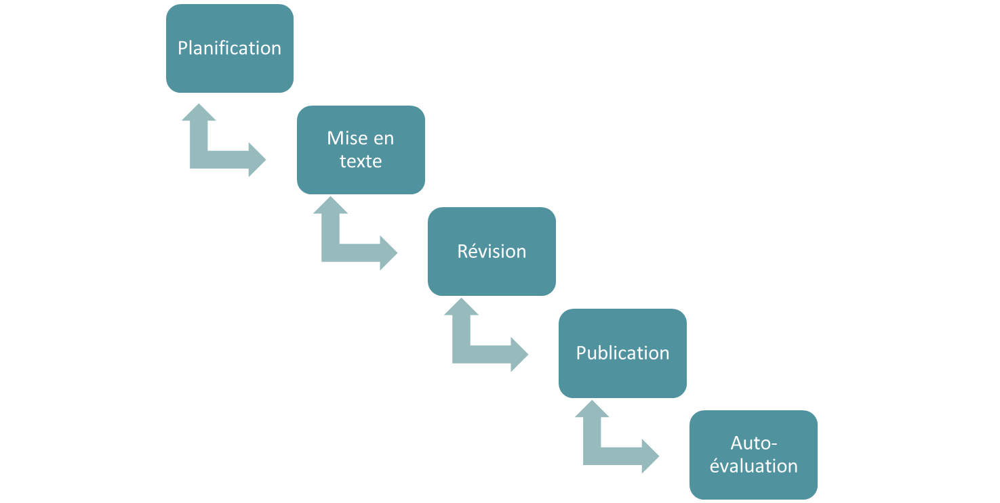 Planification
Mise en
texte
Révision
Publication
Auto-
évaluation